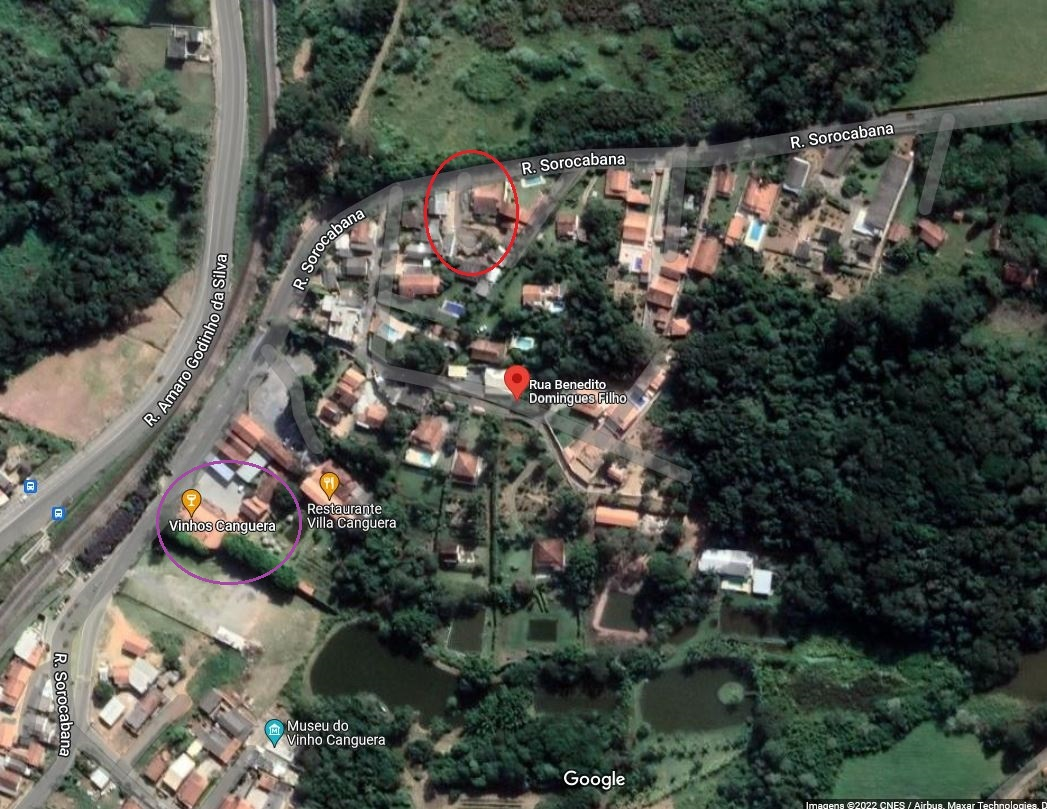 R. Sorocabana
R. Sorocabana
R. Sorocabana
R. Amaro Godinho da Silva
Rua Benedito
Domingues Filho
Restaurante
Villa Canguera
Vinhos Canguera
R. Sorocabana
Museu do
Vinho Canguera
Google
Imagens ©2022 CNES / Airbus, Maxar Technologies, D